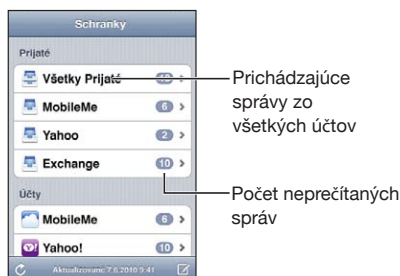 Schránky
Prijaté
Všetky Prijaté
MobileMe 6
Yahoo 2
Exchange 10
Účty
MobileMe 6
Yahoo! 10
Aktualizované 7.6.2010 9:41
Prichádzajúce
správy zo
všetkých účtov
Počet neprečítaných
správ